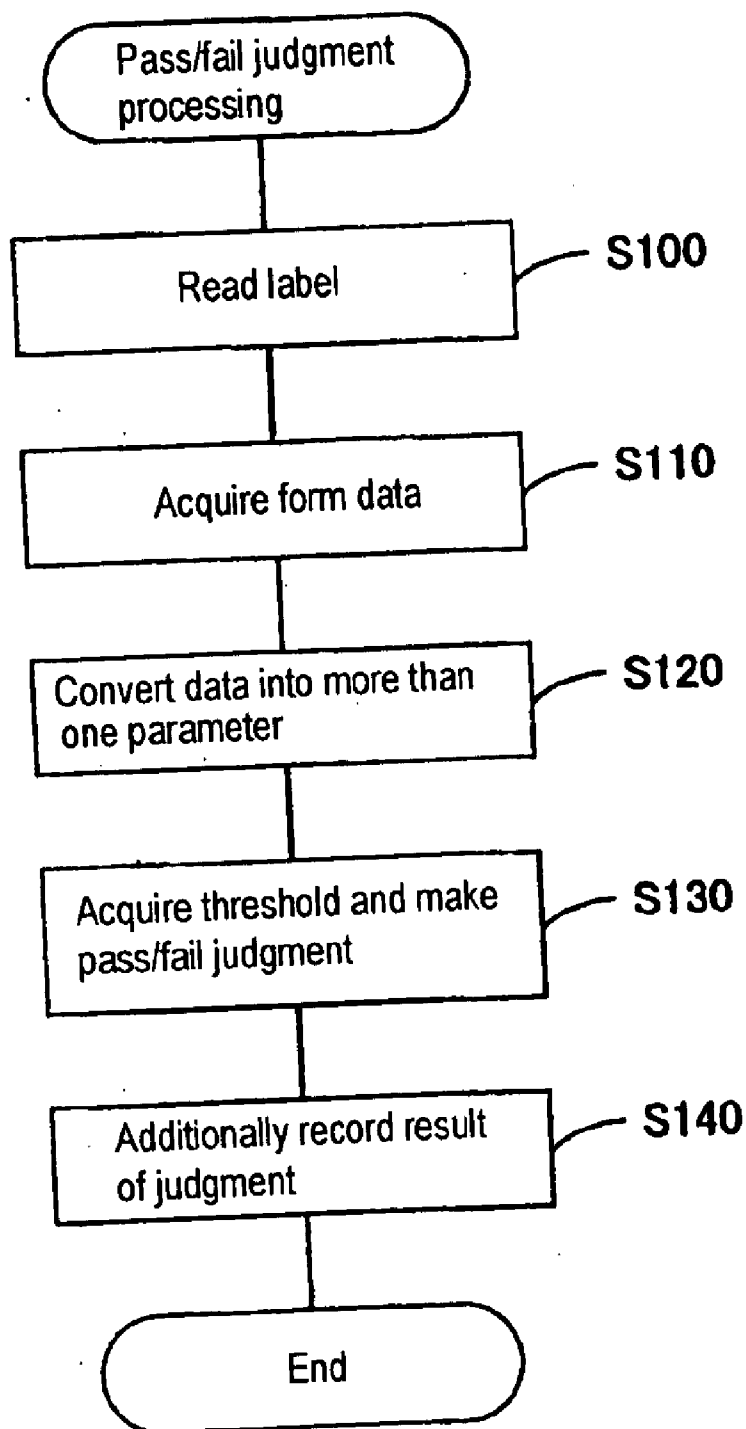 Pass/fail judgment
processing
Read label
S100
Acquire form data
S110
Convert data into more than
one parameter
S120
Acquire threshold and make
pass/fail judgment
S130
Additionally record result
of judgment
S140
End